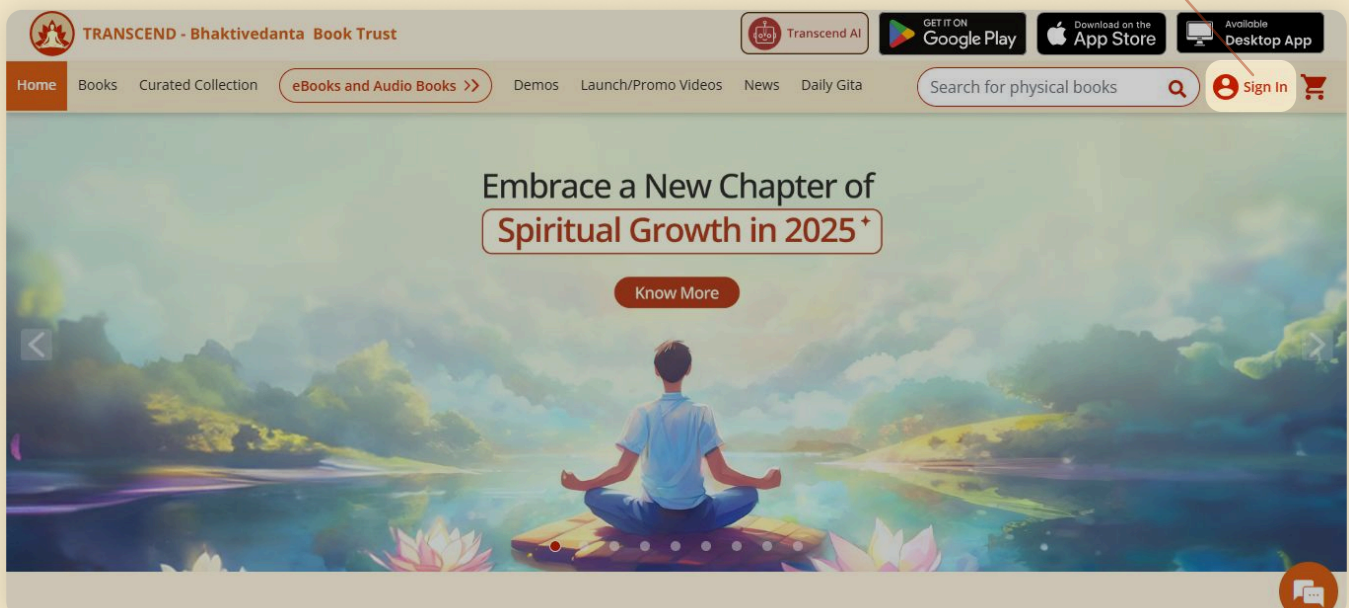 TRANSCEND - Bhaktivedanta Book Trust
Transcend AI
GET IT ON
Google Play
Download on the
App Store
Available
Desktop App
Home
Books
Curated Collection
eBooks and Audio Books >>
Demos
Launch/Promo Videos
News
Daily Gita
Search for physical books
Sign In
Embrace a New Chapter of
Spiritual Growth in 2025
Know More